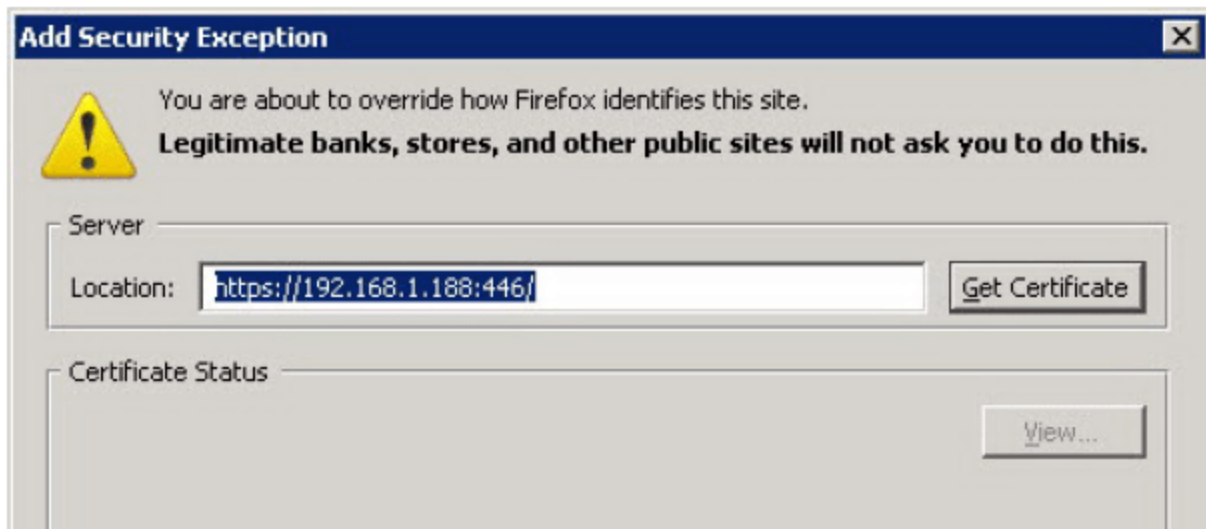 Add Security Exception
You are about to override how Firefox identifies this site.
Legitimate banks, stores, and other public sites will not ask you to do this.
Server
Location: https://192.168.1.188:446/ Get Certificate
Certificate Status
View...